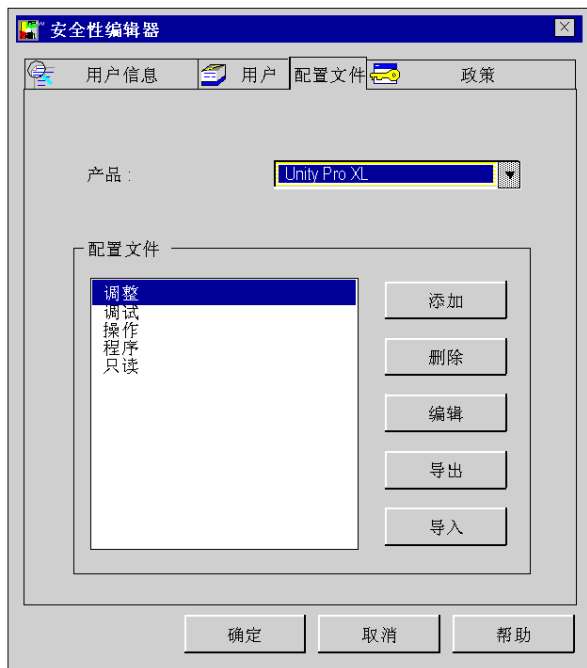 安全性编辑器
用户信息 用户 配置文件 政策
产品 : Unity Pro XL
配置文件
调整
调试
操作
程序
只读
添加
删除
编辑
导出
导入
确定 取消 帮助